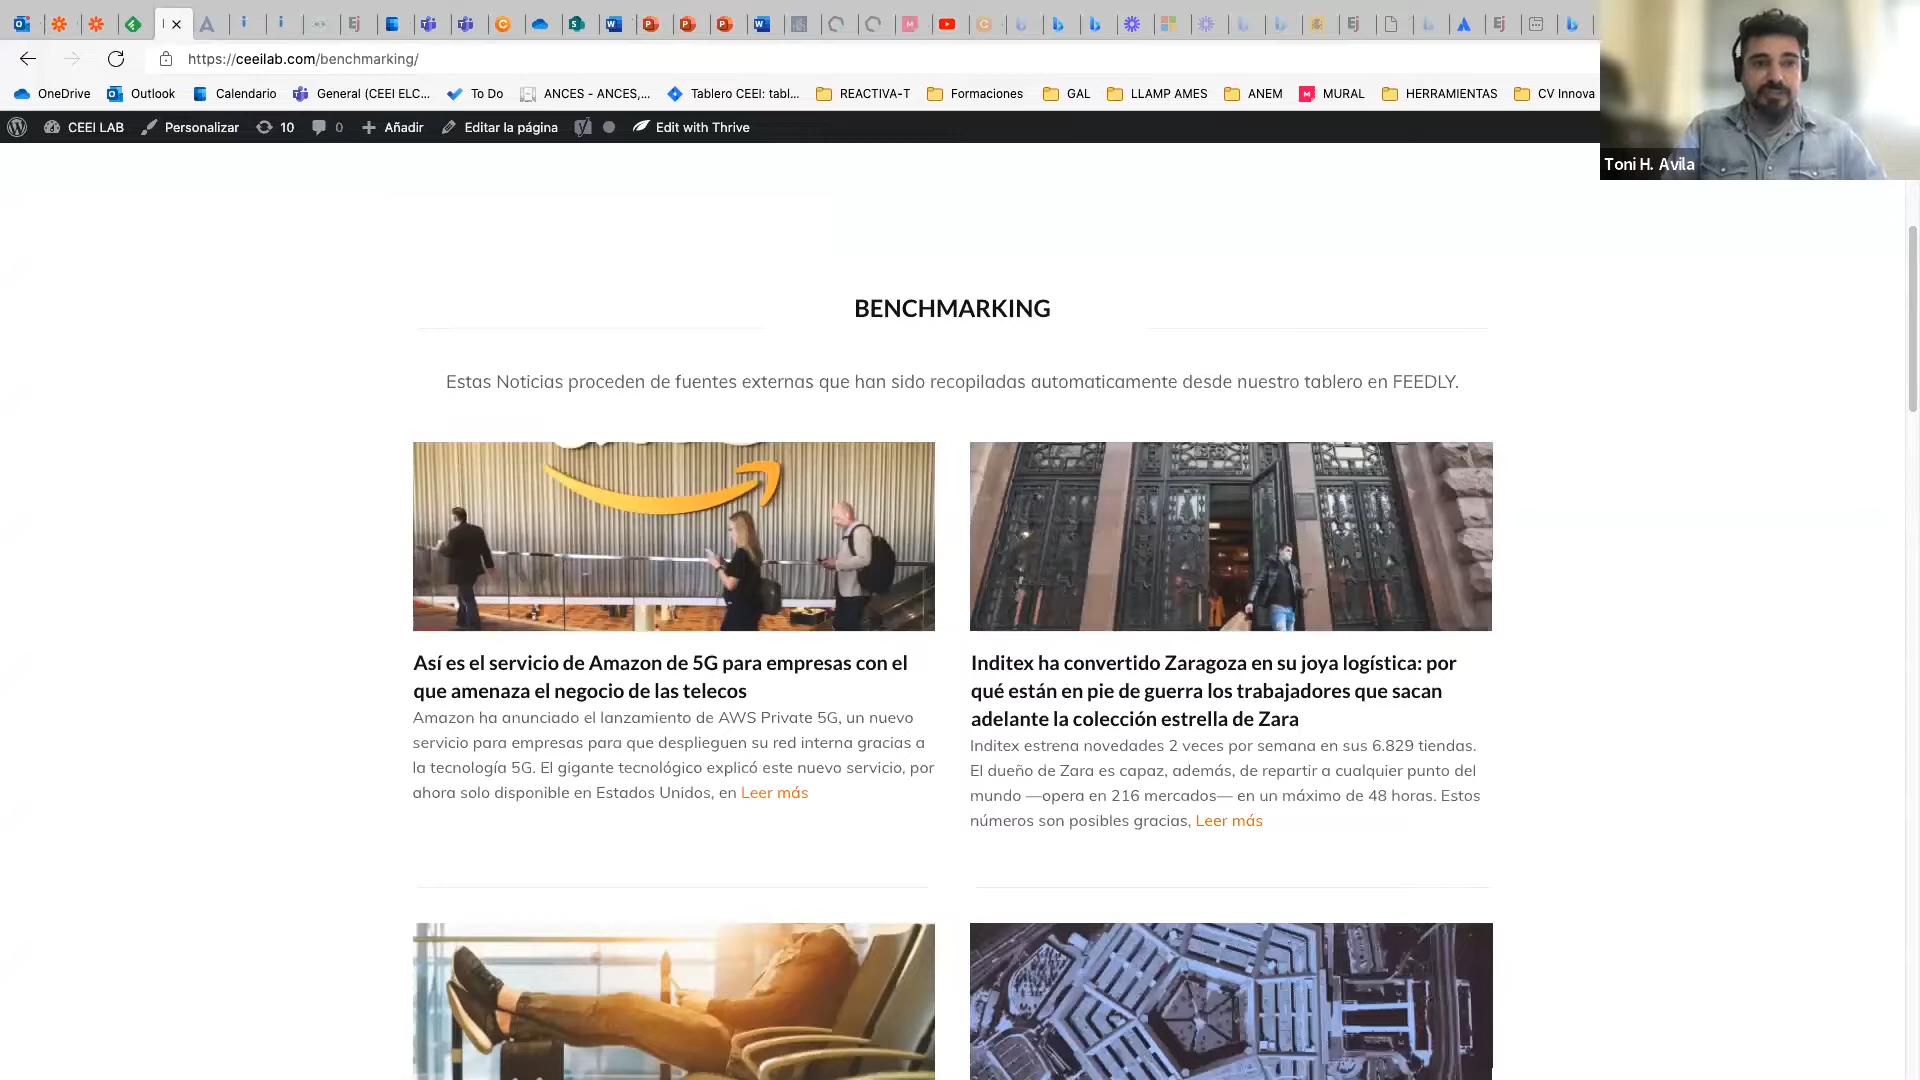 https://ceeilab.com/benchmarking/
OneDrive Outlook Calendario General (CEEI ELC... To Do ANCES - ANCES,... Tablero CEEI: tabl... REACTIVA-T Formaciones GAL LLAMP AMES ANEM MURAL HERRAMIENTAS CV Innova
CEEI LAB Personalizar 10 0 Añadir Editar la página Edit with Thrive
Toni H. Avila
BENCHMARKING
Estas Noticias proceden de fuentes externas que han sido recopiladas automaticamente desde nuestro tablero en FEEDLY.
Así es el servicio de Amazon de 5G para empresas con el
que amenaza el negocio de las telecos
Amazon ha anunciado el lanzamiento de AWS Private 5G, un nuevo
servicio para empresas para que desplieguen su red interna gracias a
la tecnología 5G. El gigante tecnológico explicó este nuevo servicio, por
ahora solo disponible en Estados Unidos, en Leer más
Inditex ha convertido Zaragoza en su joya logística: por
qué están en pie de guerra los trabajadores que sacan
adelante la colección estrella de Zara
Inditex estrena novedades 2 veces por semana en sus 6.829 tiendas.
El dueño de Zara es capaz, además, de repartir a cualquier punto del
mundo —opera en 216 mercados— en un máximo de 48 horas. Estos
números son posibles gracias, Leer más